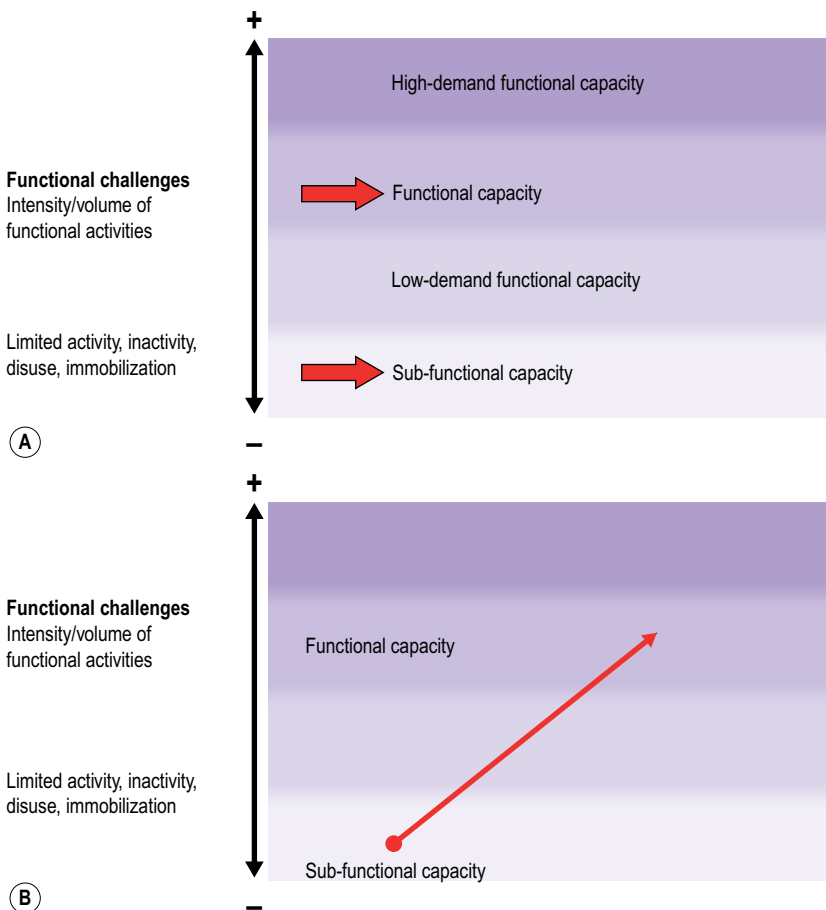 +
High-demand functional capacity
Functional challenges
Intensity/volume of
functional activities
Functional capacity
Low-demand functional capacity
Limited activity, inactivity,
disuse, immobilization
Sub-functional capacity
A
–
+
Functional challenges
Intensity/volume of
functional activities
Functional capacity
Limited activity, inactivity,
disuse, immobilization
Sub-functional capacity
B
–